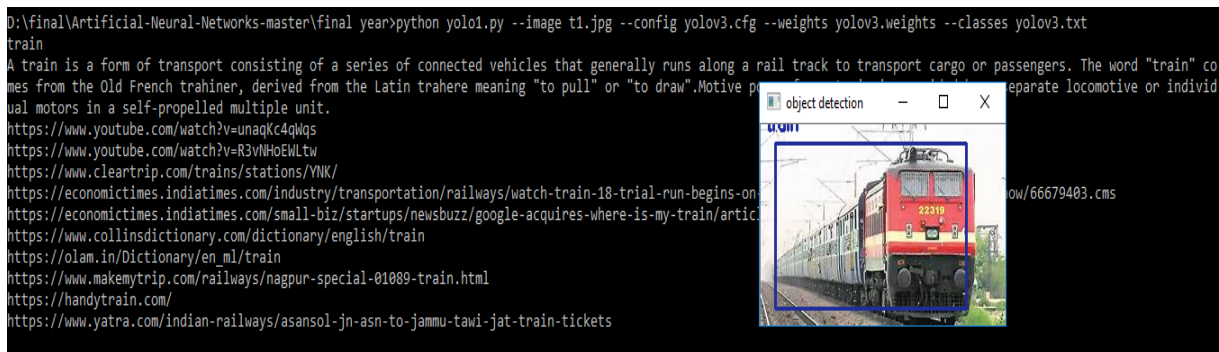 D:\final\Artificial-Neural-Networks-master\final year>python yolo1.py --image t1.jpg --config yolov3.cfg --weights yolov3.weights --classes yolov3.txt
train
A train is a form of transport consisting of a series of connected vehicles that generally runs along a rail track to transport cargo or passengers. The word "train" co
mes from the Old French trahiner, derived from the Latin trahere meaning "to pull" or "to draw".Motive separate locomotive or individ
ual motors in a self-propelled multiple unit.
https://www.youtube.com/watch?v=unaqKc4qWqs
https://www.youtube.com/watch?v=R3vNHoEWLtw
https://www.cleartrip.com/trains/stations/YNK/
https://economictimes.indiatimes.com/industry/transportation/railways/watch-train-18-trial-run-begins-on- ow/66679403.cms
https://economictimes.indiatimes.com/small-biz/startups/newsbuzz/google-acquires-where-is-my-train/artic
https://www.collinsdictionary.com/dictionary/english/train
https://olam.in/Dictionary/en_ml/train
https://www.makemytrip.com/railways/nagpur-special-01089-train.html
https://handytrain.com/
https://www.yatra.com/indian-railways/asansol-jn-asn-to-jammu-tawi-jat-train-tickets
object detection
train
22319